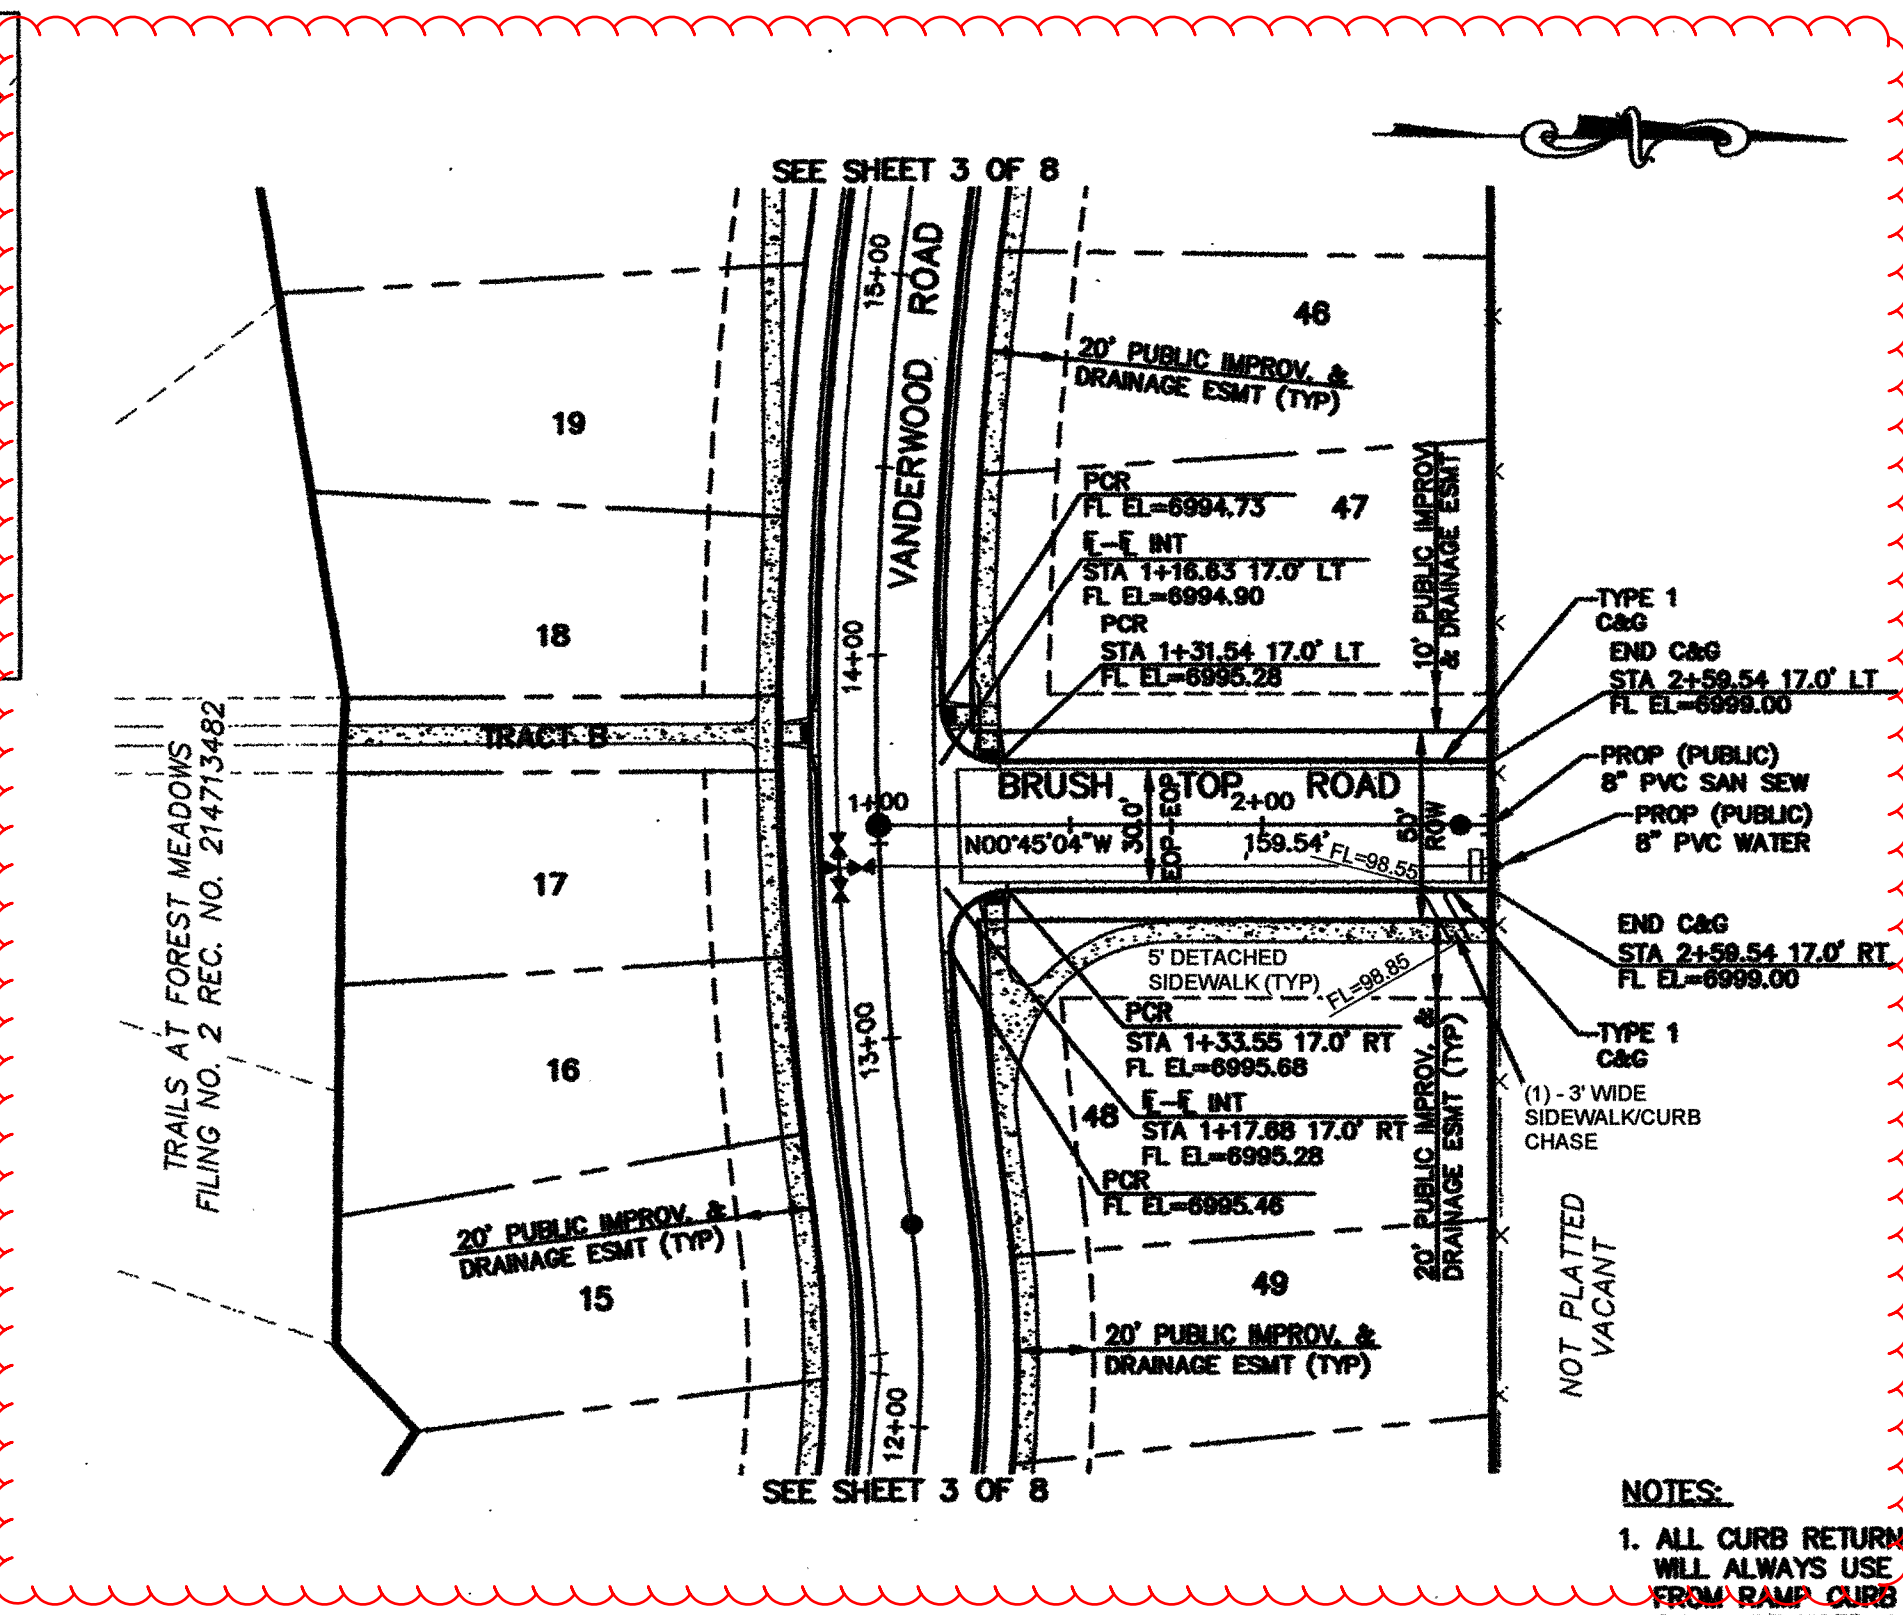 SEE SHEET 3 OF 8
15+00
VANDERWOOD ROAD
46
20' PUBLIC IMPROV. &
DRAINAGE ESMT (TYP)
19
PCR
FL EL=6994.73
47
10' PUBLIC IMPROV.
& DRAINAGE ESMT
℄-℄ INT
STA 1+16.63 17.0' LT
FL EL=6994.90
PCR
STA 1+31.54 17.0' LT
FL EL=6995.28
TYPE 1
C&G
END C&G
STA 2+59.54 17.0' LT
FL EL=6999.00
18
14+00
TRACT B
PROP (PUBLIC)
8" PVC SAN SEW
PROP (PUBLIC)
8" PVC WATER
BRUSH TOP ROAD
1+00
2+00
N00°45'04"W
159.54'
30.0'
EOP-EOP
50'
ROW
FL=98.55
TRAILS AT FOREST MEADOWS
FILING NO. 2 REC. NO. 214713482
17
END C&G
STA 2+59.54 17.0' RT
FL EL=6999.00
5' DETACHED
SIDEWALK (TYP)
FL=98.85
PCR
STA 1+33.55 17.0' RT
FL EL=6995.68
TYPE 1
C&G
13+00
16
48
℄-℄ INT
STA 1+17.68 17.0' RT
FL EL=6995.28
(1) - 3' WIDE
SIDEWALK/CURB
CHASE
PCR
FL EL=6995.46
20' PUBLIC IMPROV. &
DRAINAGE ESMT (TYP)
20' PUBLIC IMPROV. &
DRAINAGE ESMT (TYP)
15
49
NOT PLATTED
VACANT
20' PUBLIC IMPROV. &
DRAINAGE ESMT (TYP)
12+00
SEE SHEET 3 OF 8
NOTES:
1. ALL CURB RETURN
WILL ALWAYS USE
FROM RAMP CURB